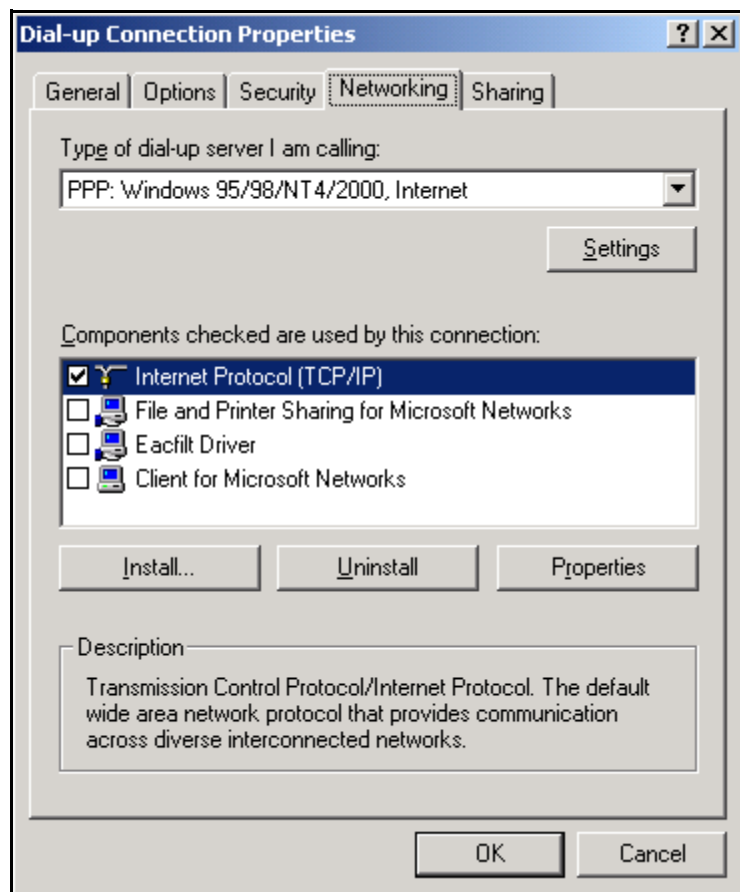 Dial-up Connection Properties
General Options Security Networking Sharing
Type of dial-up server I am calling:
PPP: Windows 95/98/NT4/2000, Internet
Settings
Components checked are used by this connection:
Internet Protocol (TCP/IP)
File and Printer Sharing for Microsoft Networks
Eacfilt Driver
Client for Microsoft Networks
Install... Uninstall Properties
Description
Transmission Control Protocol/Internet Protocol. The default
wide area network protocol that provides communication
across diverse interconnected networks.
OK Cancel